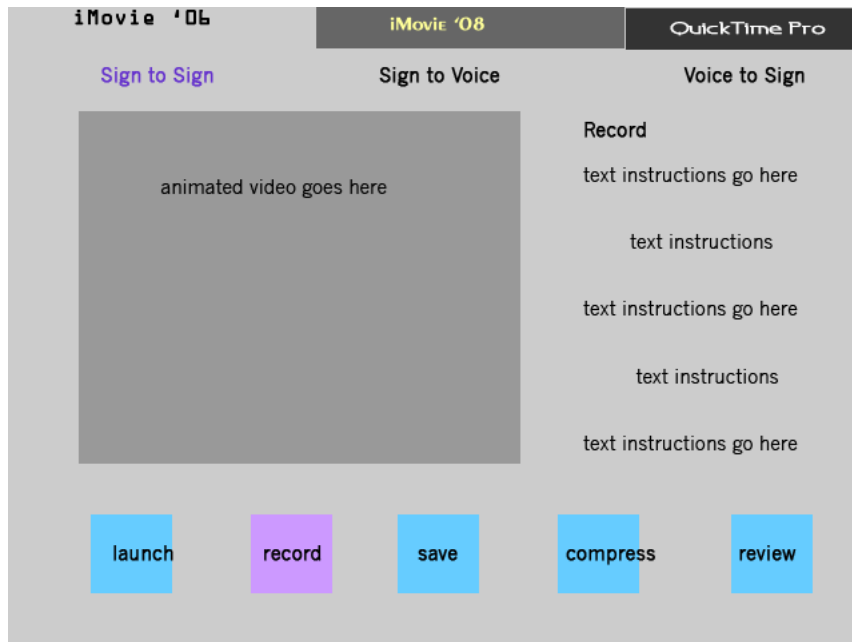 iMovie '06
iMovie '08
QuickTime Pro
Sign to Sign
Sign to Voice
Voice to Sign
animated video goes here
Record
text instructions go here
text instructions
text instructions go here
text instructions
text instructions go here
launch
record
save
compress
review